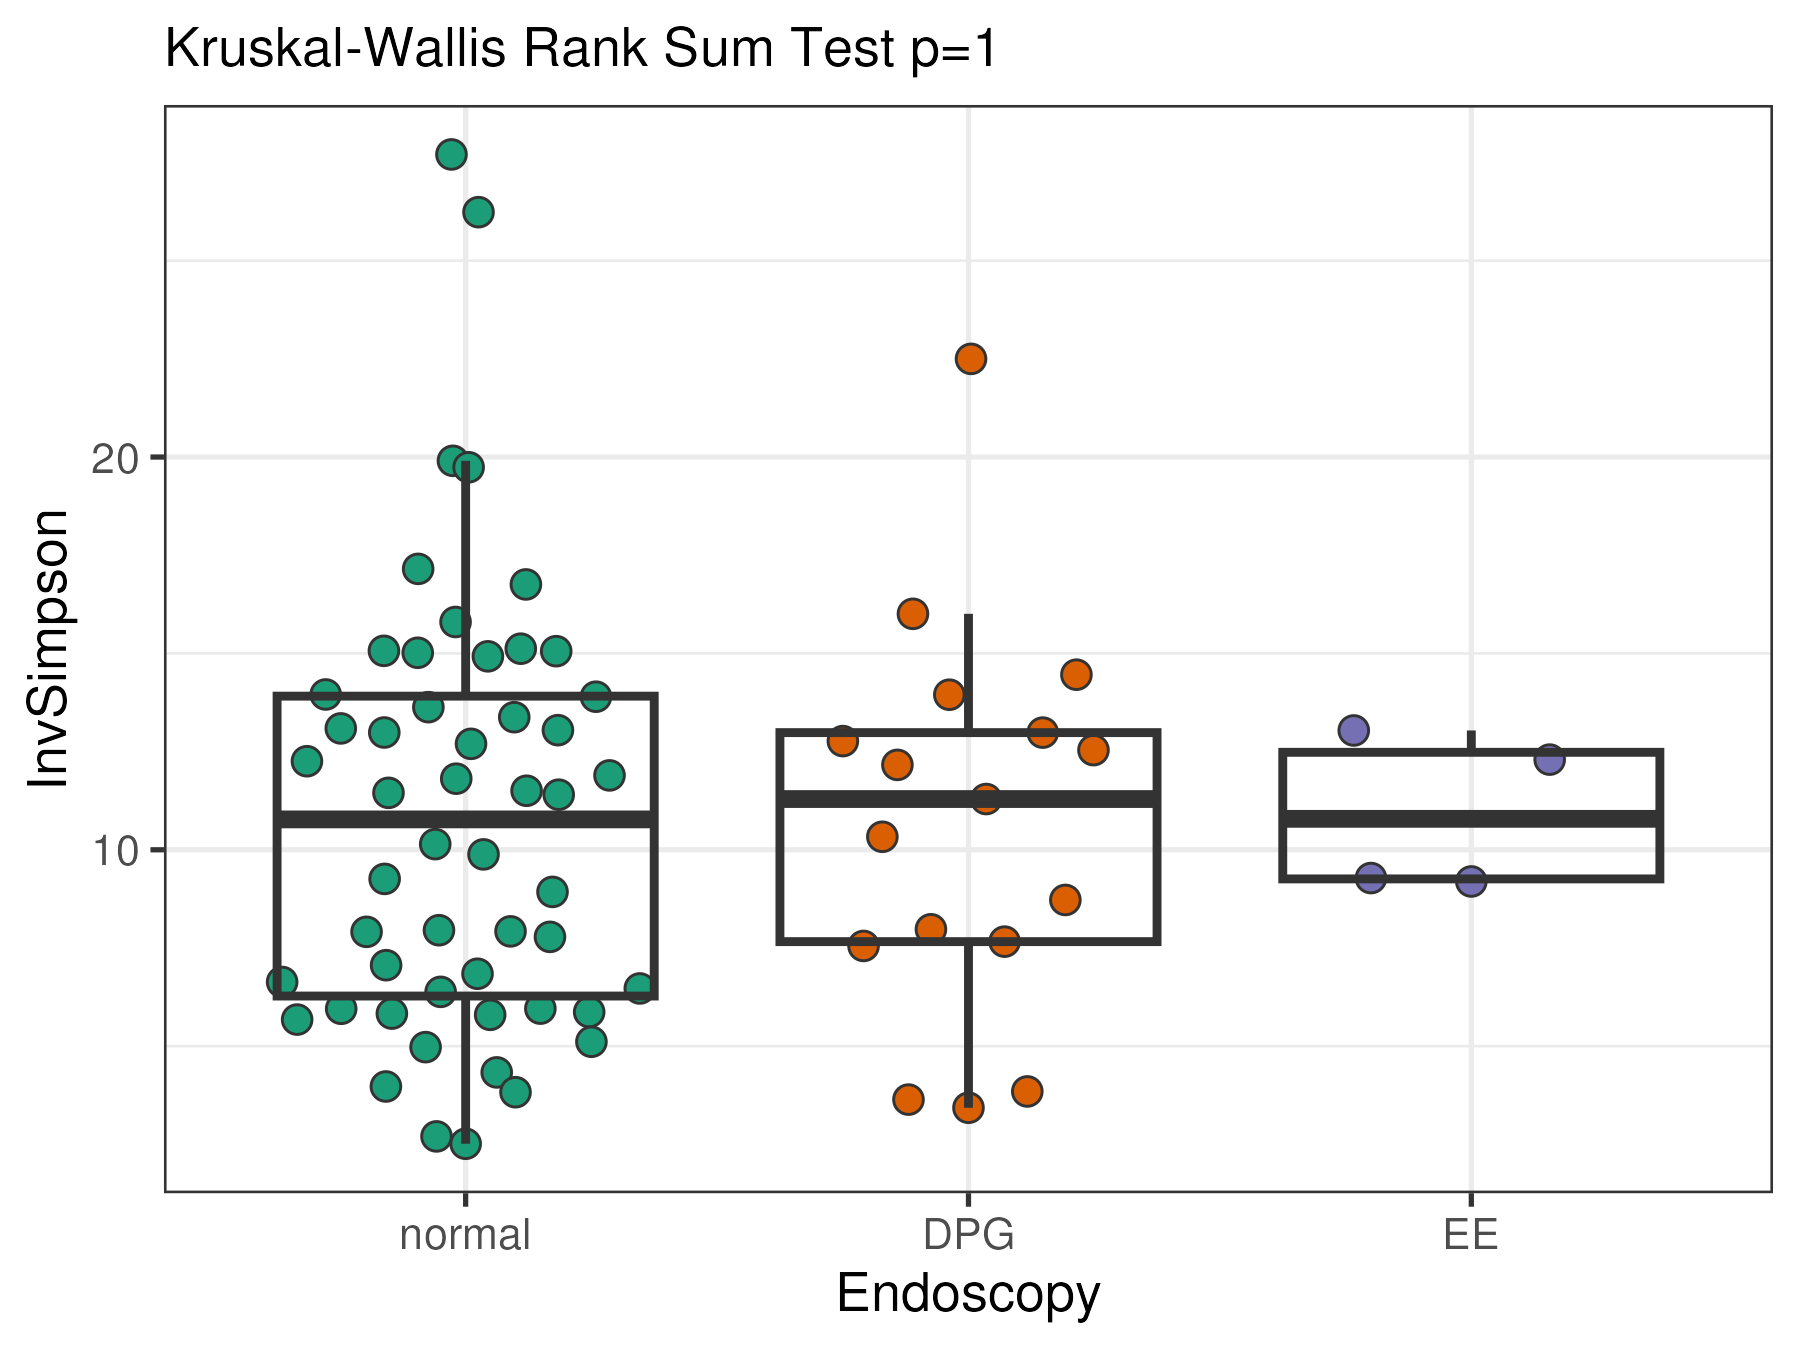 Kruskal-Wallis Rank Sum Test p=1
InvSimpson
20
10
normal
DPG
EE
Endoscopy